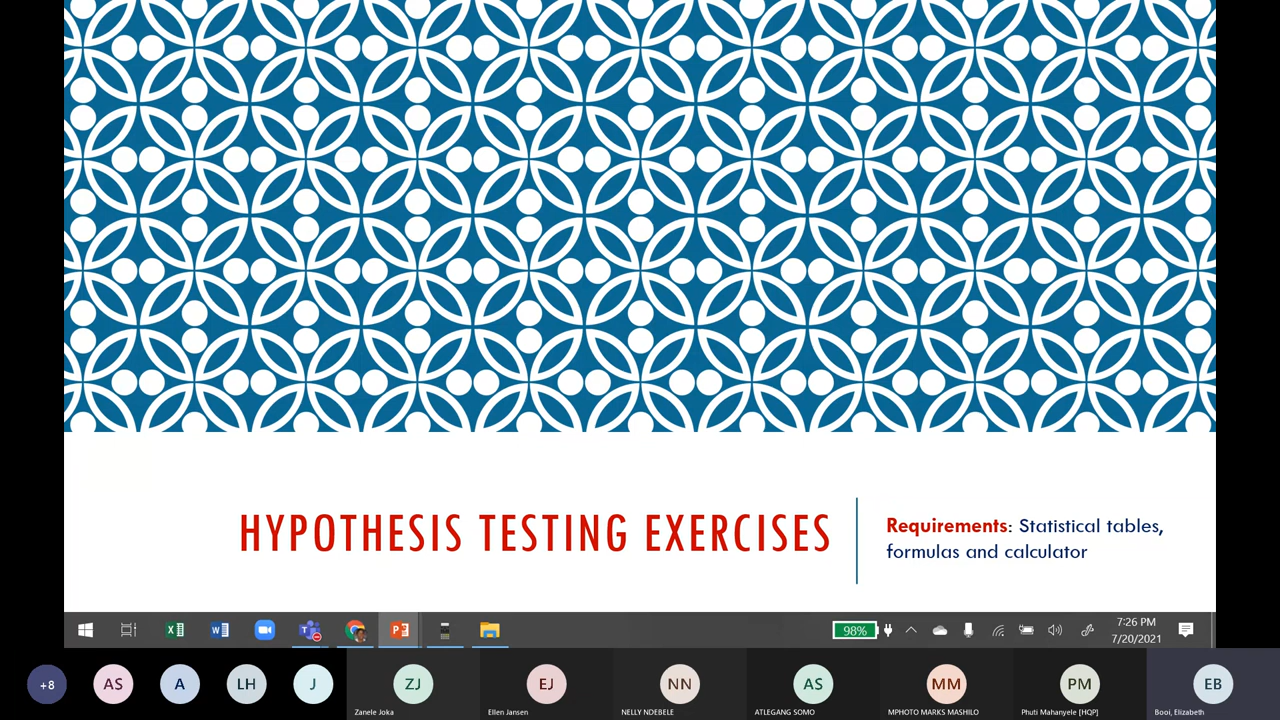 HYPOTHESIS TESTING EXERCISES
Requirements: Statistical tables,
formulas and calculator
98%
7:26 PM
7/20/2021
+8
AS
A
LH
J
ZJ
Zanele Joka
EJ
Ellen Jansen
NN
NELLY NDEBELE
AS
ATLEGANG SOMO
MM
MPHOTO MARKS MASHILO
PM
Phuti Mahanyele [HQP]
EB
Booi, Elizabeth